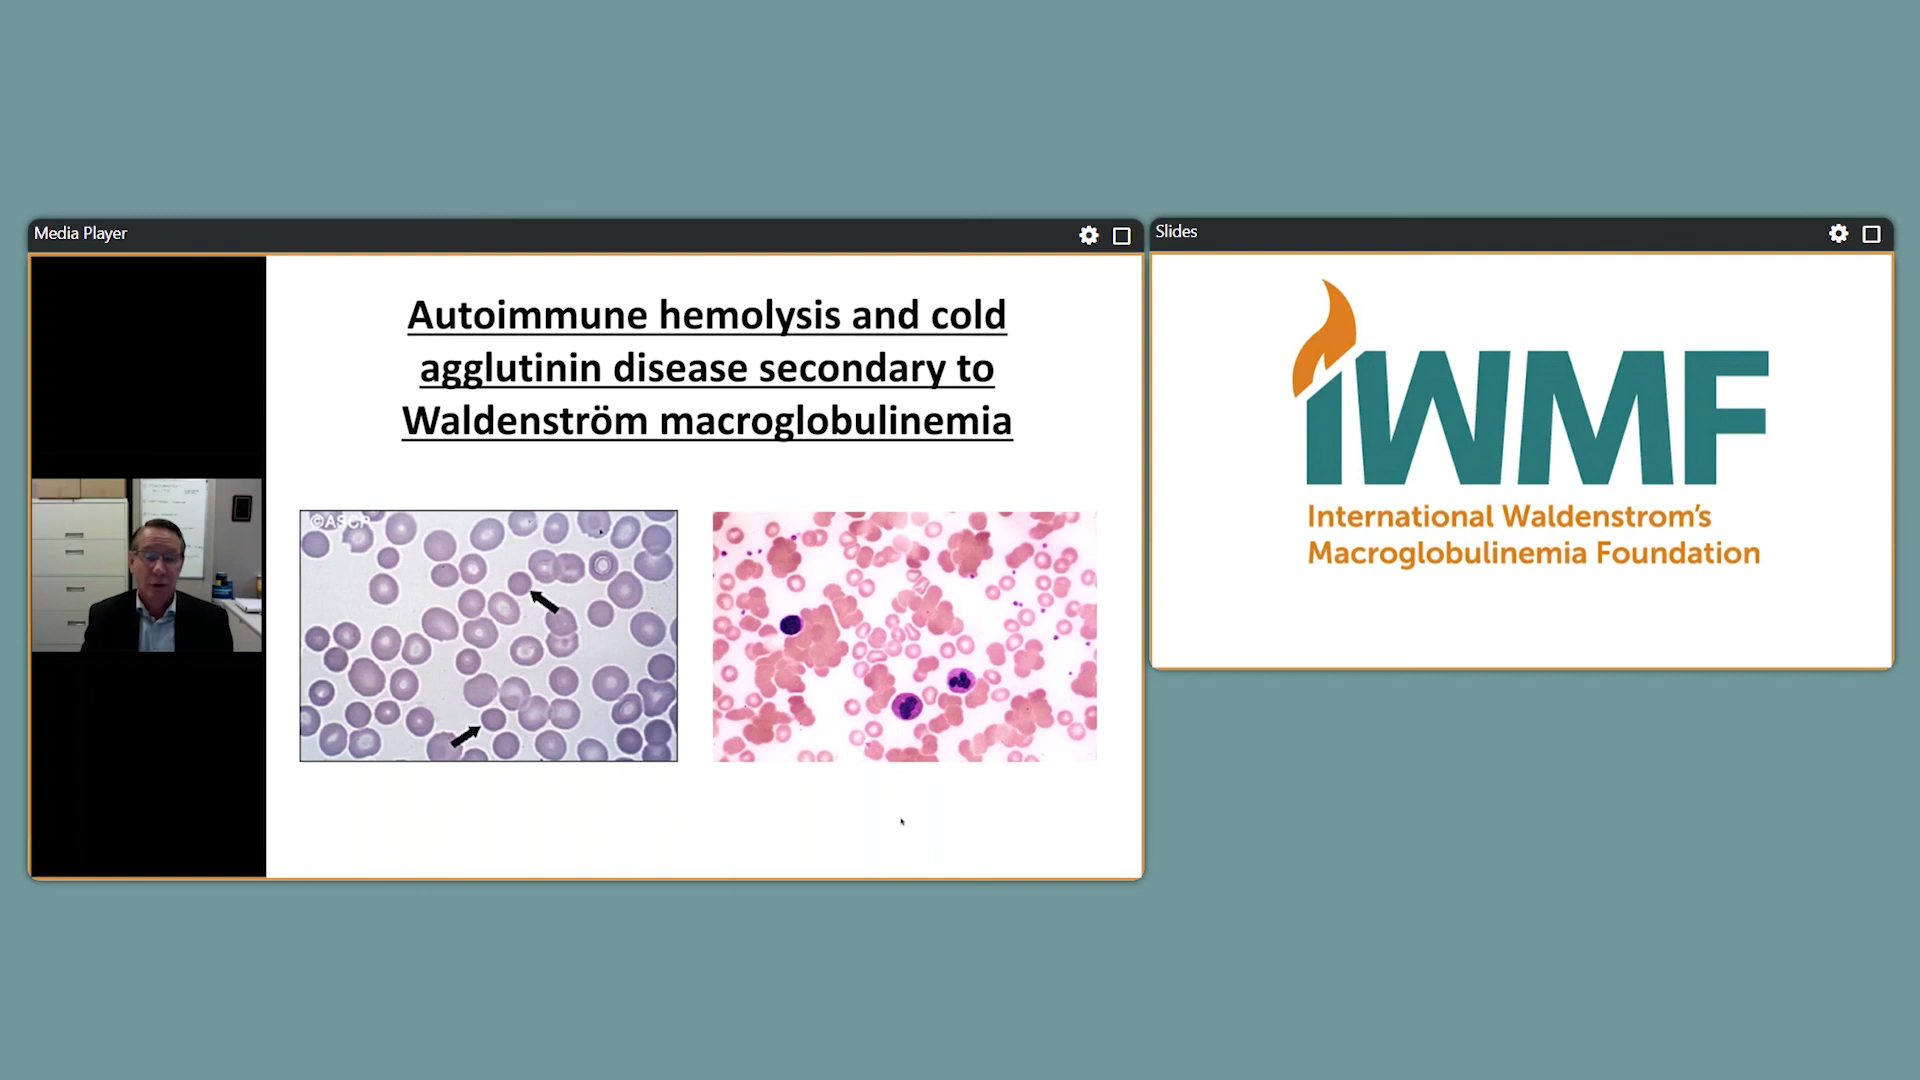 Media Player
Autoimmune hemolysis and cold
agglutinin disease secondary to
Waldenström macroglobulinemia
©ASCP
Slides
IWMF
International Waldenstrom's
Macroglobulinemia Foundation